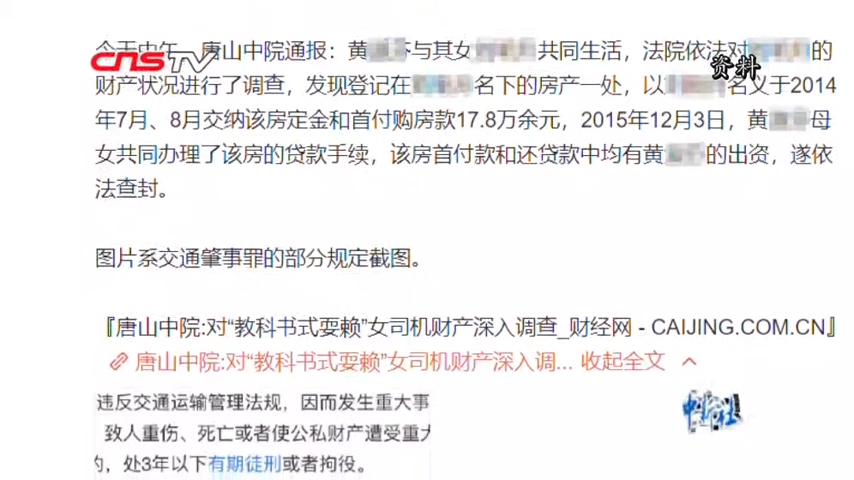 今天中午，唐山中院通报：黄 芬与其女 共同生活，法院依法对 的
CNSTV
资料
财产状况进行了调查，发现登记在 名下的房产一处，以 名义于2014
年7月、8月交纳该房定金和首付购房款17.8万余元，2015年12月3日，黄 母
女共同办理了该房的贷款手续，该房首付款和还贷款中均有黄 的出资，遂依
法查封。
图片系交通肇事罪的部分规定截图。
『唐山中院:对“教科书式耍赖”女司机财产深入调查_财经网 - CAIJING.COM.CN』
唐山中院:对“教科书式耍赖”女司机财产深入调... 收起全文
违反交通运输管理法规，因而发生重大事
致人重伤、死亡或者使公私财产遭受重大
的，处3年以下有期徒刑或者拘役。
中新社